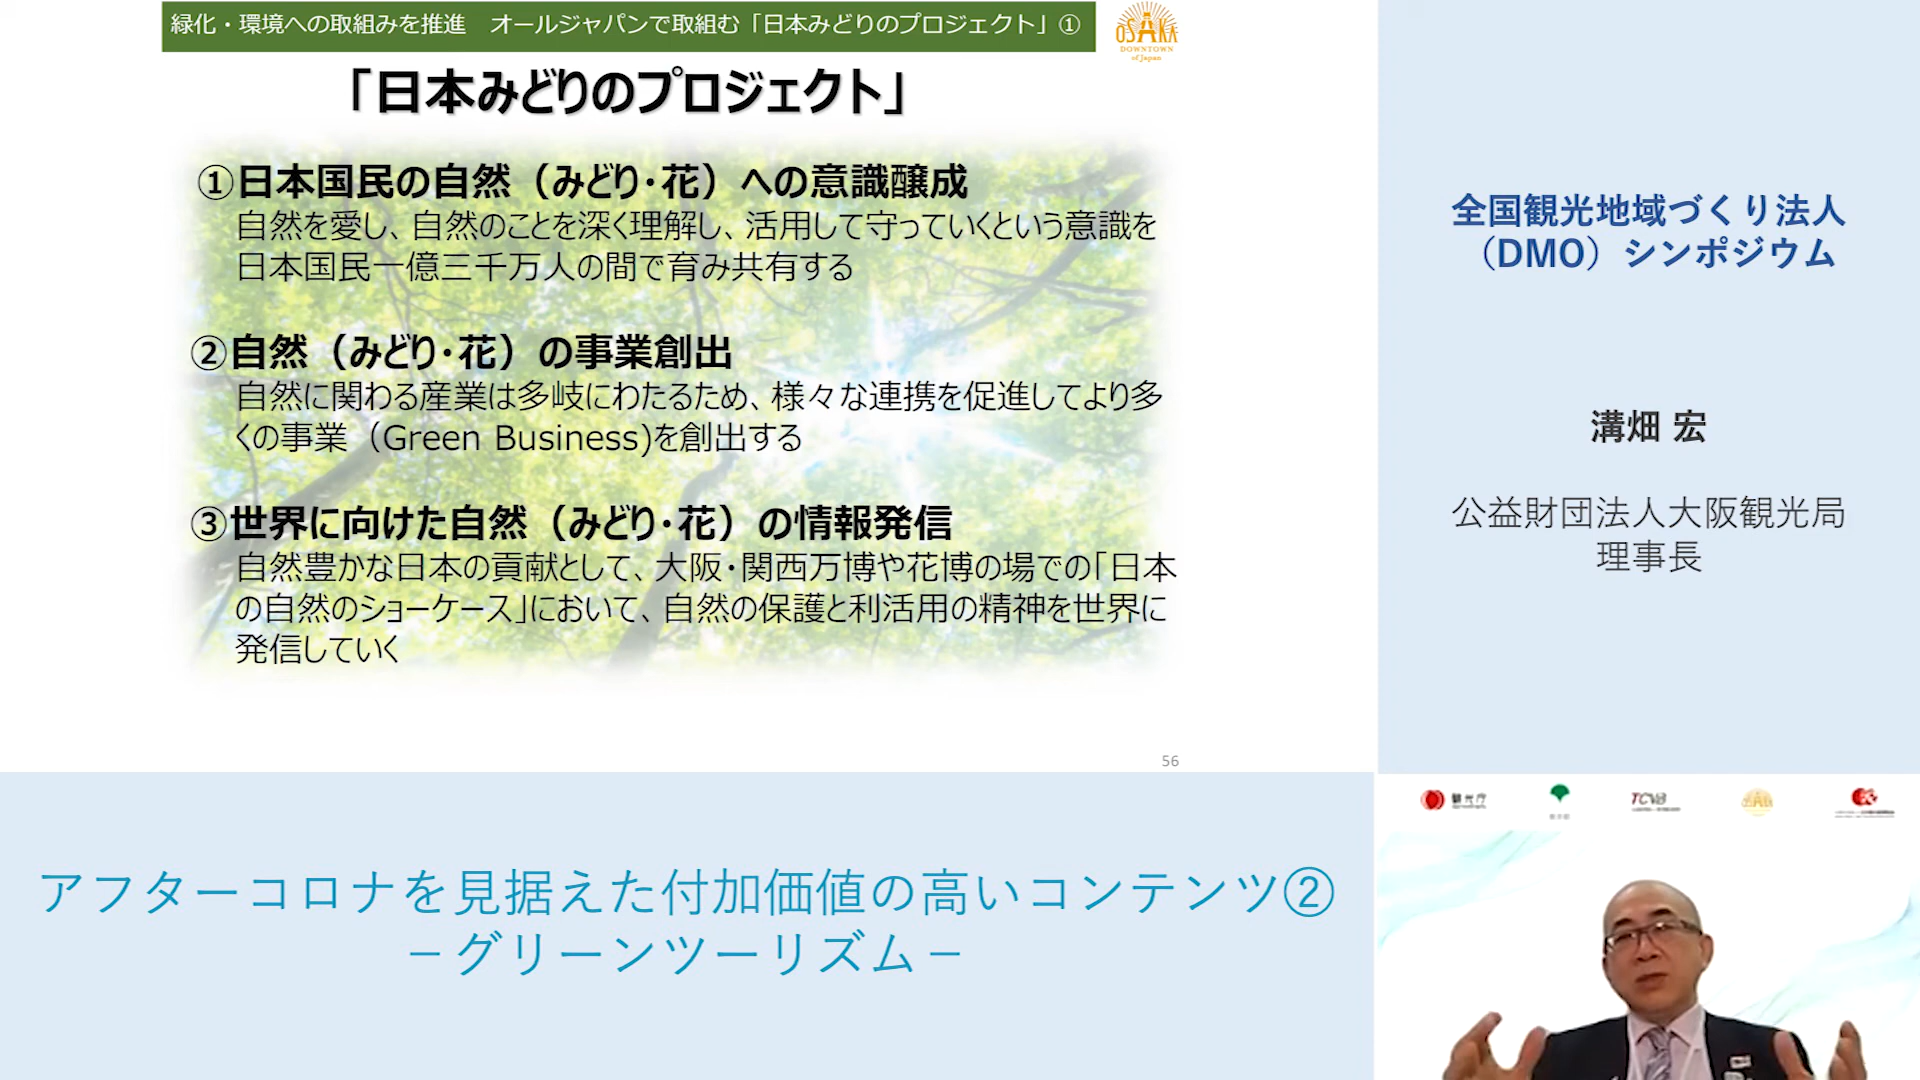 緑化・環境への取組みを推進　オールジャパンで取組む「日本みどりのプロジェクト」①
OSAKA
DOWNTOWN
of Japan
「日本みどりのプロジェクト」
①日本国民の自然（みどり・花）への意識醸成
自然を愛し、自然のことを深く理解し、活用して守っていくという意識を
日本国民一億三千万人の間で育み共有する
②自然（みどり・花）の事業創出
自然に関わる産業は多岐にわたるため、様々な連携を促進してより多
くの事業（Green Business)を創出する
③世界に向けた自然（みどり・花）の情報発信
自然豊かな日本の貢献として、大阪・関西万博や花博の場での「日本
の自然のショーケース」において、自然の保護と利活用の精神を世界に
発信していく
56
全国観光地域づくり法人
（DMO）シンポジウム
溝畑 宏
公益財団法人大阪観光局
理事長
観光庁
東京都
TCVB
アフターコロナを見据えた付加価値の高いコンテンツ②
－グリーンツーリズム－